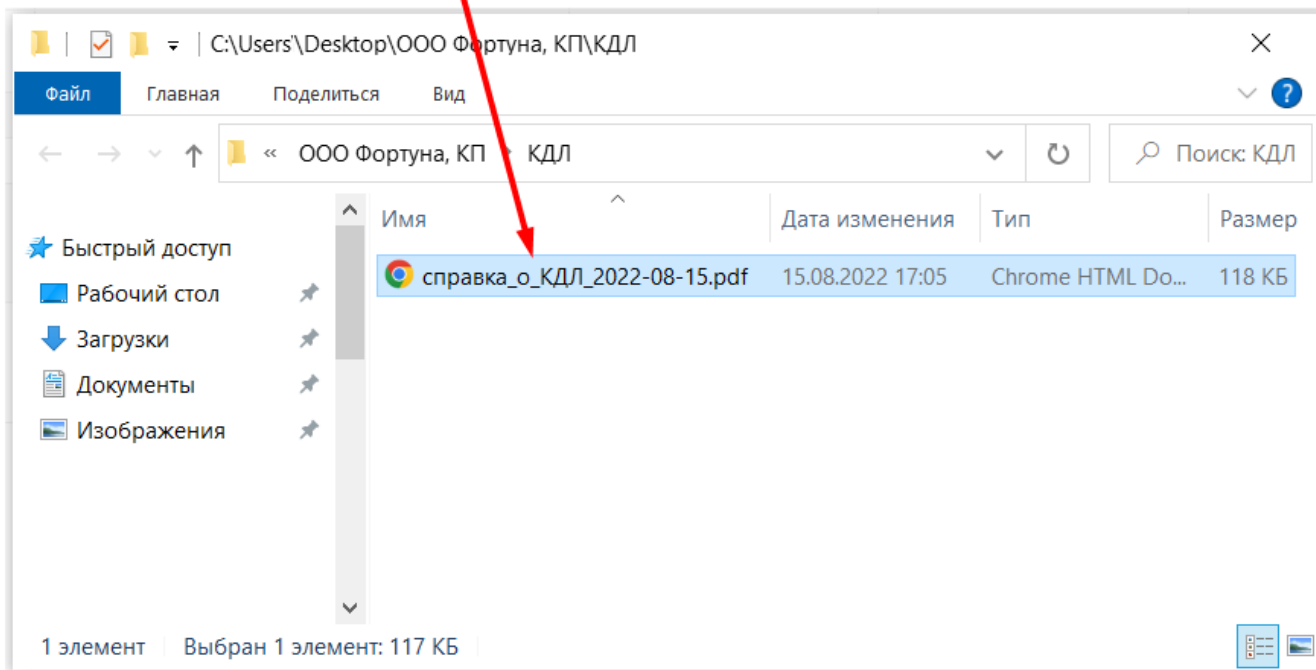 C:\Users'\Desktop\ООО Фортуна, КП\КДЛ
Файл Главная Поделиться Вид
« ООО Фортуна, КП КДЛ Поиск: КДЛ
Имя Дата изменения Тип Размер
Быстрый доступ
справка_о_КДЛ_2022-08-15.pdf 15.08.2022 17:05 Chrome HTML Do... 118 КБ
Рабочий стол
Загрузки
Документы
Изображения
1 элемент Выбран 1 элемент: 117 КБ